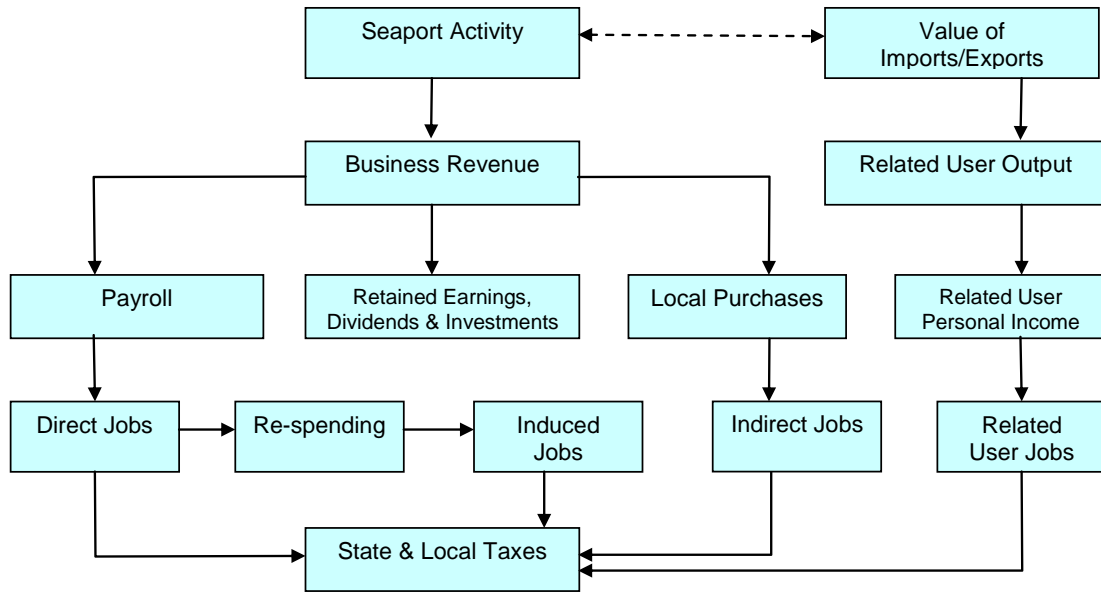 Seaport Activity
Value of
Imports/Exports
Business Revenue
Related User Output
Payroll
Retained Earnings,
Dividends & Investments
Local Purchases
Related User
Personal Income
Direct Jobs
Re-spending
Induced
Jobs
Indirect Jobs
Related
User Jobs
State & Local Taxes